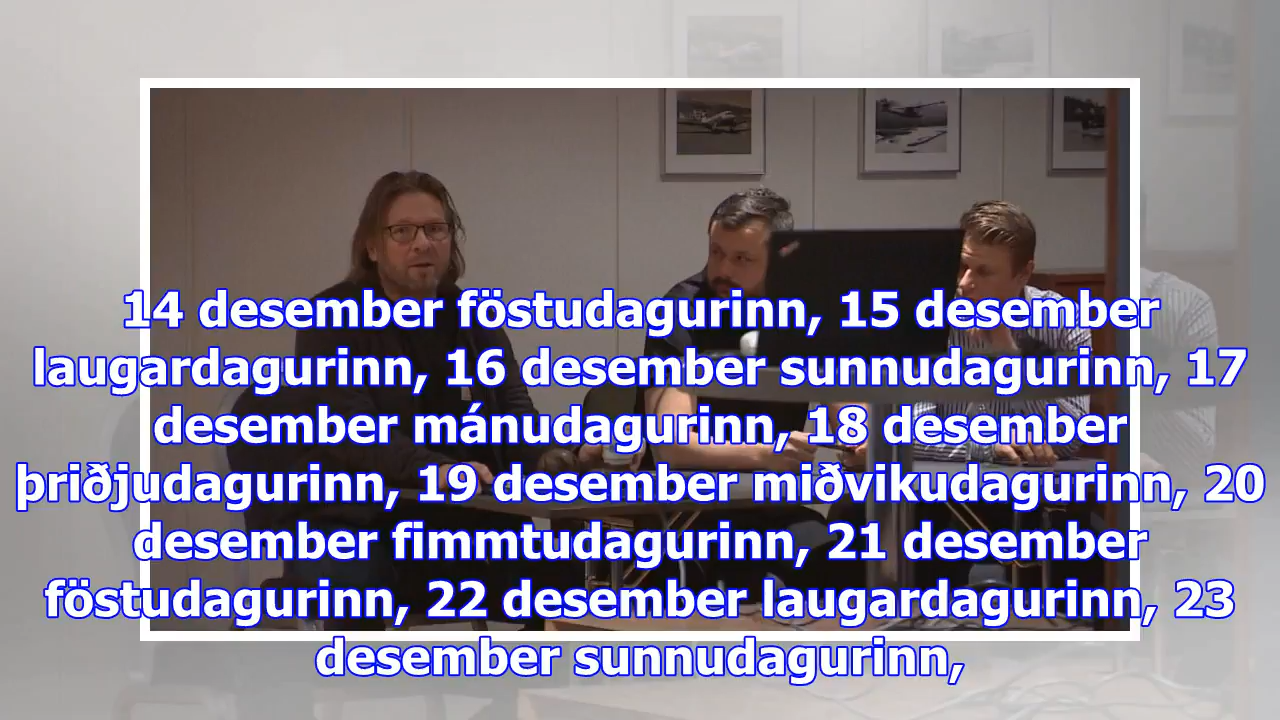 14 desember föstudagurinn, 15 desember
laugardagurinn, 16 desember sunnudagurinn, 17
desember mánudagurinn, 18 desember
þriðjudagurinn, 19 desember miðvikudagurinn, 20
desember fimmtudagurinn, 21 desember
föstudagurinn, 22 desember laugardagurinn, 23
desember sunnudagurinn,